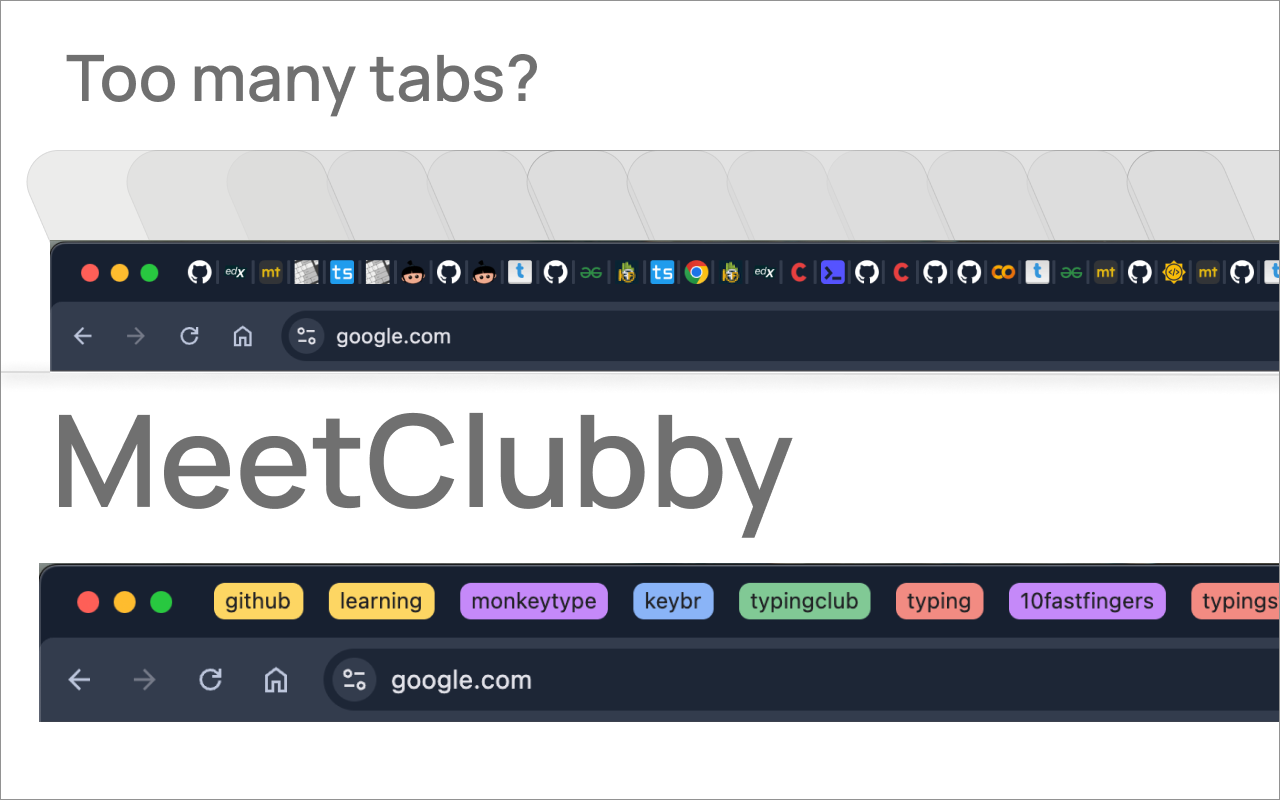 Too many tabs?
edX mt ts t ts edX t mt mt t
google.com
MeetClubby
github learning monkeytype keybr typingclub typing 10fastfingers typings
google.com